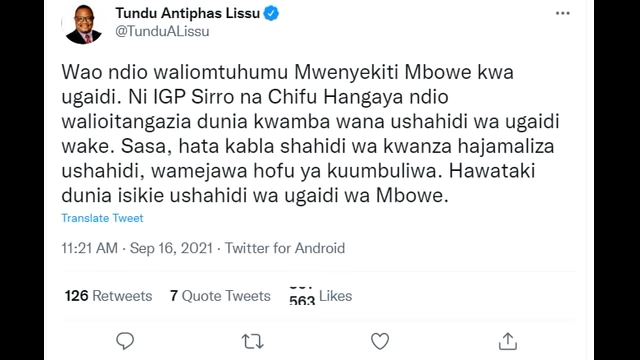 Tundu Antiphas Lissu
@TunduALissu
Wao ndio waliomtuhumu Mwenyekiti Mbowe kwa
ugaidi. Ni IGP Sirro na Chifu Hangaya ndio
walioitangazia dunia kwamba wana ushahidi wa ugaidi
wake. Sasa, hata kabla shahidi wa kwanza hajamaliza
ushahidi, wamejawa hofu ya kuumbuliwa. Hawataki
dunia isikie ushahidi wa ugaidi wa Mbowe.
Translate Tweet
11:21 AM · Sep 16, 2021 · Twitter for Android
126 Retweets 7 Quote Tweets 563 Likes